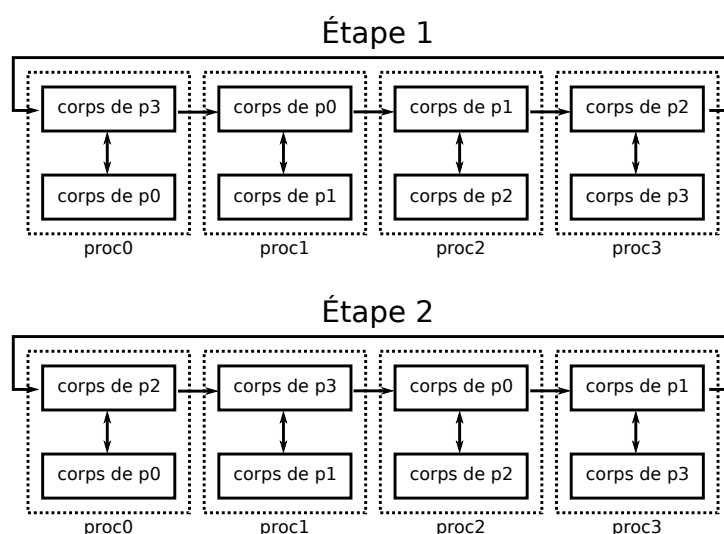 Étape 1
corps de p3 corps de p0 corps de p1 corps de p2
corps de p0 corps de p1 corps de p2 corps de p3
proc0 proc1 proc2 proc3
Étape 2
corps de p2 corps de p3 corps de p0 corps de p1
corps de p0 corps de p1 corps de p2 corps de p3
proc0 proc1 proc2 proc3